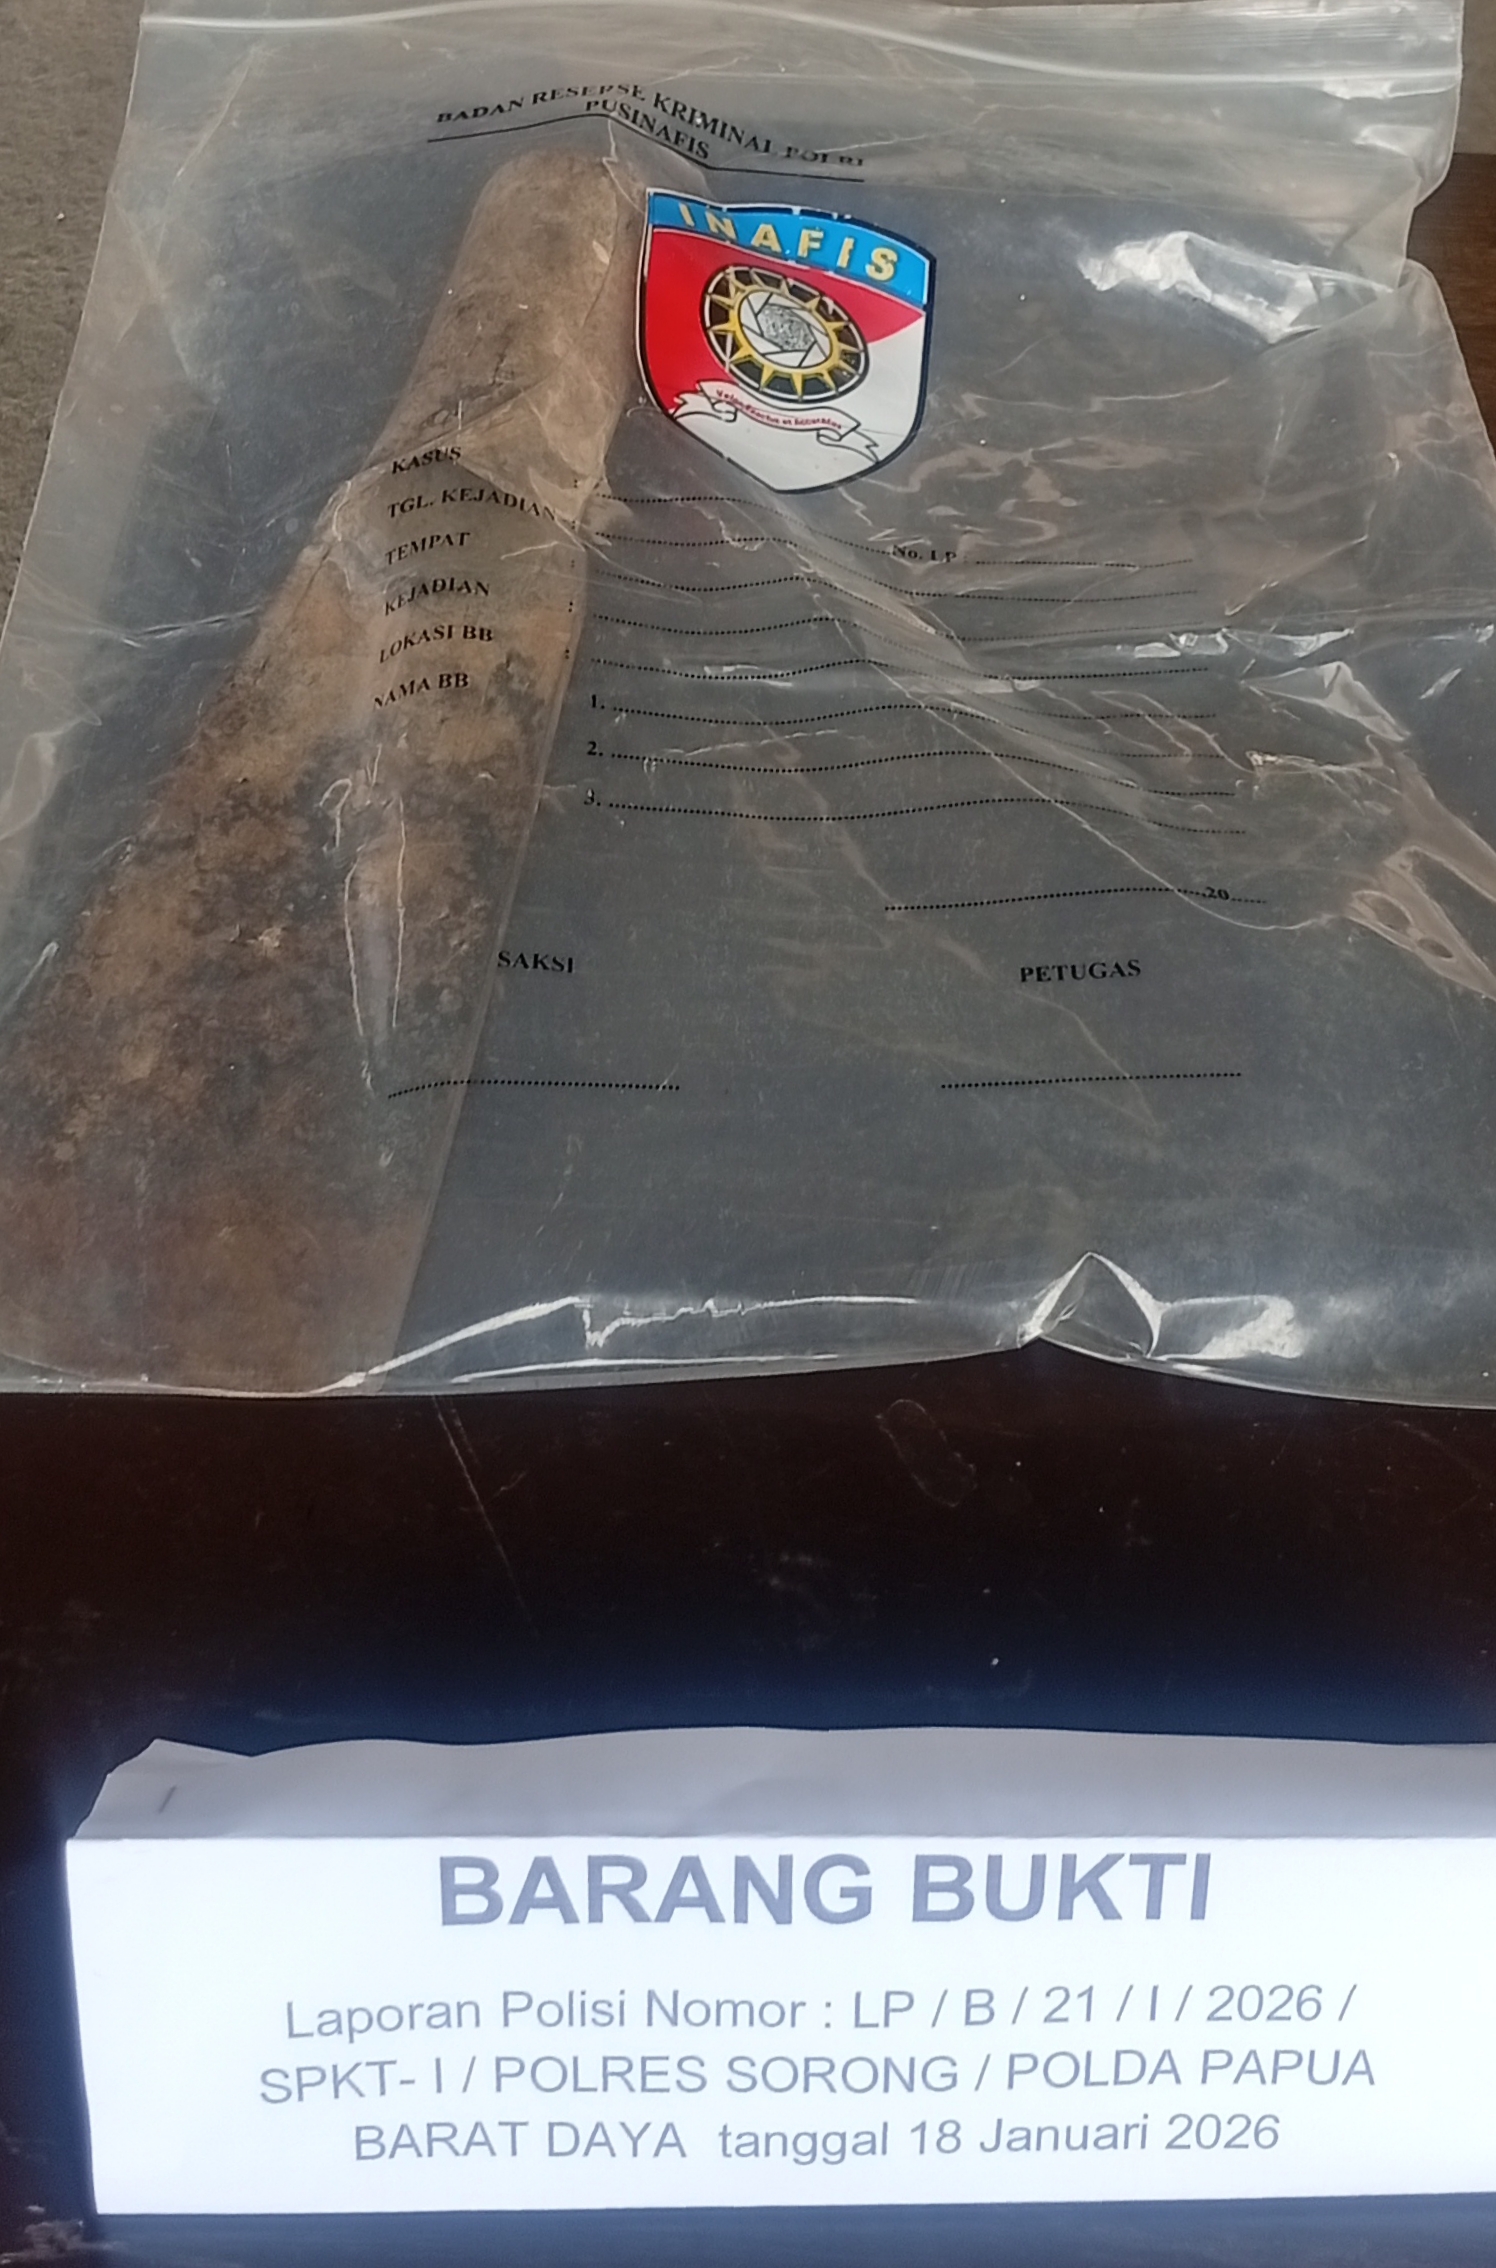 BADAN RESERSE KRIMINAL POLRI
PUSINAFIS
INAFIS
KASUS :
TGL. KEJADIAN : No. LP :
TEMPAT
KEJADIAN :
LOKASI BB :
NAMA BB :
1.
2.
3.
20
SAKSI PETUGAS
BARANG BUKTI
Laporan Polisi Nomor : LP / B / 21 / I / 2026 /
SPKT- I / POLRES SORONG / POLDA PAPUA
BARAT DAYA tanggal 18 Januari 2026